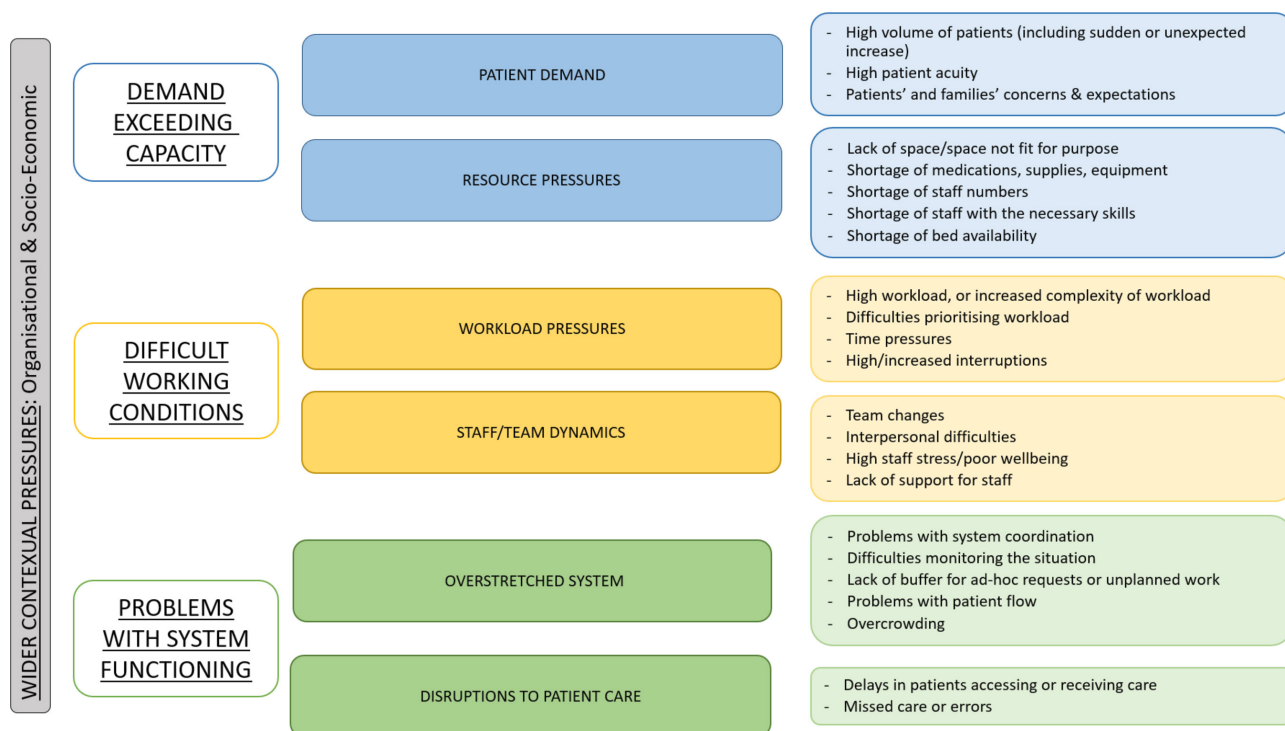 WIDER CONTEXUAL PRESSURES: Organisational & Socio-Economic
DEMAND
EXCEEDING
CAPACITY
PATIENT DEMAND
- High volume of patients (including sudden or unexpected
increase)
- High patient acuity
- Patients’ and families’ concerns & expectations
RESOURCE PRESSURES
- Lack of space/space not fit for purpose
- Shortage of medications, supplies, equipment
- Shortage of staff numbers
- Shortage of staff with the necessary skills
- Shortage of bed availability
DIFFICULT
WORKING
CONDITIONS
WORKLOAD PRESSURES
- High workload, or increased complexity of workload
- Difficulties prioritising workload
- Time pressures
- High/increased interruptions
STAFF/TEAM DYNAMICS
- Team changes
- Interpersonal difficulties
- High staff stress/poor wellbeing
- Lack of support for staff
PROBLEMS
WITH SYSTEM
FUNCTIONING
OVERSTRETCHED SYSTEM
- Problems with system coordination
- Difficulties monitoring the situation
- Lack of buffer for ad-hoc requests or unplanned work
- Problems with patient flow
- Overcrowding
DISRUPTIONS TO PATIENT CARE
- Delays in patients accessing or receiving care
- Missed care or errors